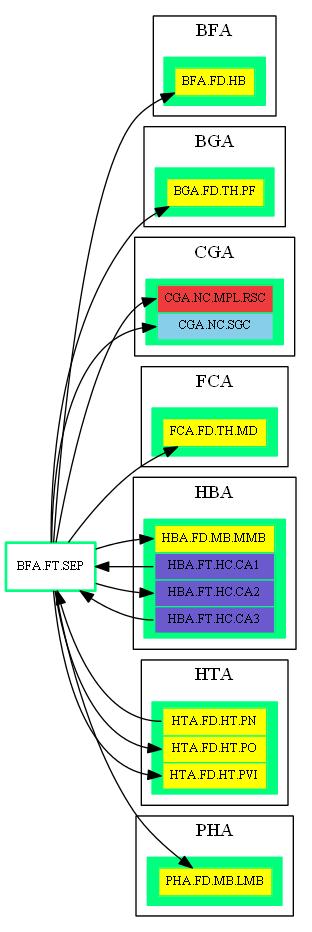 BFA
BFA.FD.HB
BGA
BGA.FD.TH.PF
CGA
CGA.NC.MPL.RSC
CGA.NC.SGC
FCA
FCA.FD.TH.MD
HBA
HBA.FD.MB.MMB
BFA.FT.SEP
HBA.FT.HC.CA1
HBA.FT.HC.CA2
HBA.FT.HC.CA3
HTA
HTA.FD.HT.PN
HTA.FD.HT.PO
HTA.FD.HT.PVI
PHA
PHA.FD.MB.LMB